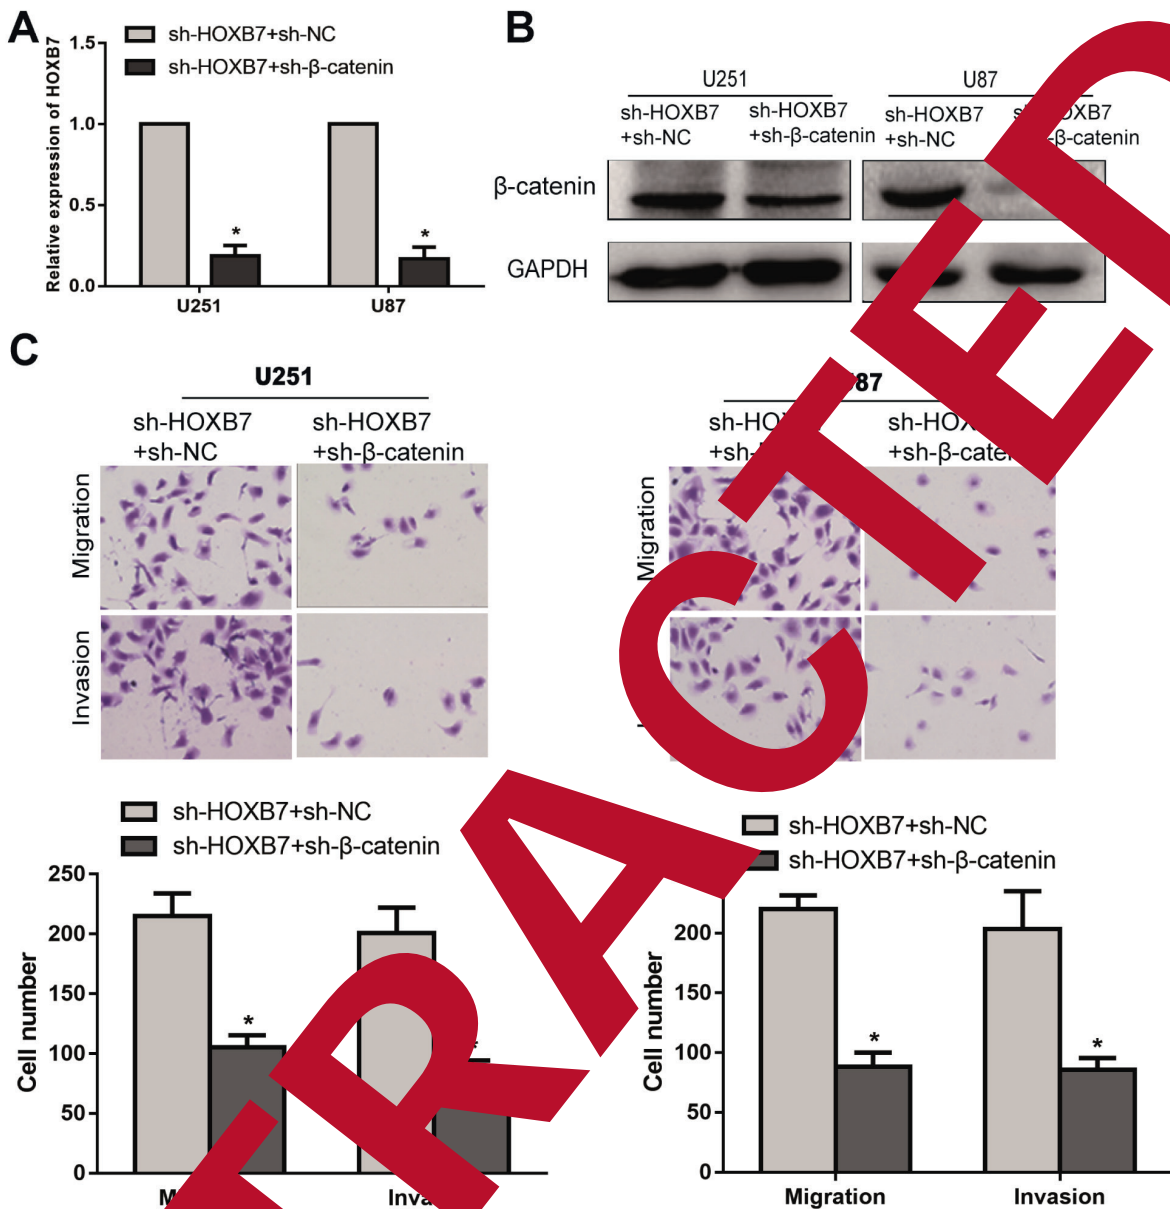 A
sh-HOXB7+sh-NC
sh-HOXB7+sh-β-catenin
Relative expression of HOXB7
1.5
1.0
0.5
0.0
*
*
U251
U87
B
U251
U87
sh-HOXB7
+sh-NC
sh-HOXB7
+sh-β-catenin
sh-HOXB7
+sh-NC
β-catenin
β-catenin
GAPDH
C
U251
sh-HOXB7
+sh-NC
sh-HOXB7
+sh-β-catenin
Migration
Invasion
Migration
sh-HOXB7+sh-NC
sh-HOXB7+sh-β-catenin
Cell number
250
200
150
100
50
0
*
sh-HOXB7+sh-NC
sh-HOXB7+sh-β-catenin
Cell number
200
150
100
50
0
*
*
Migration
Invasion